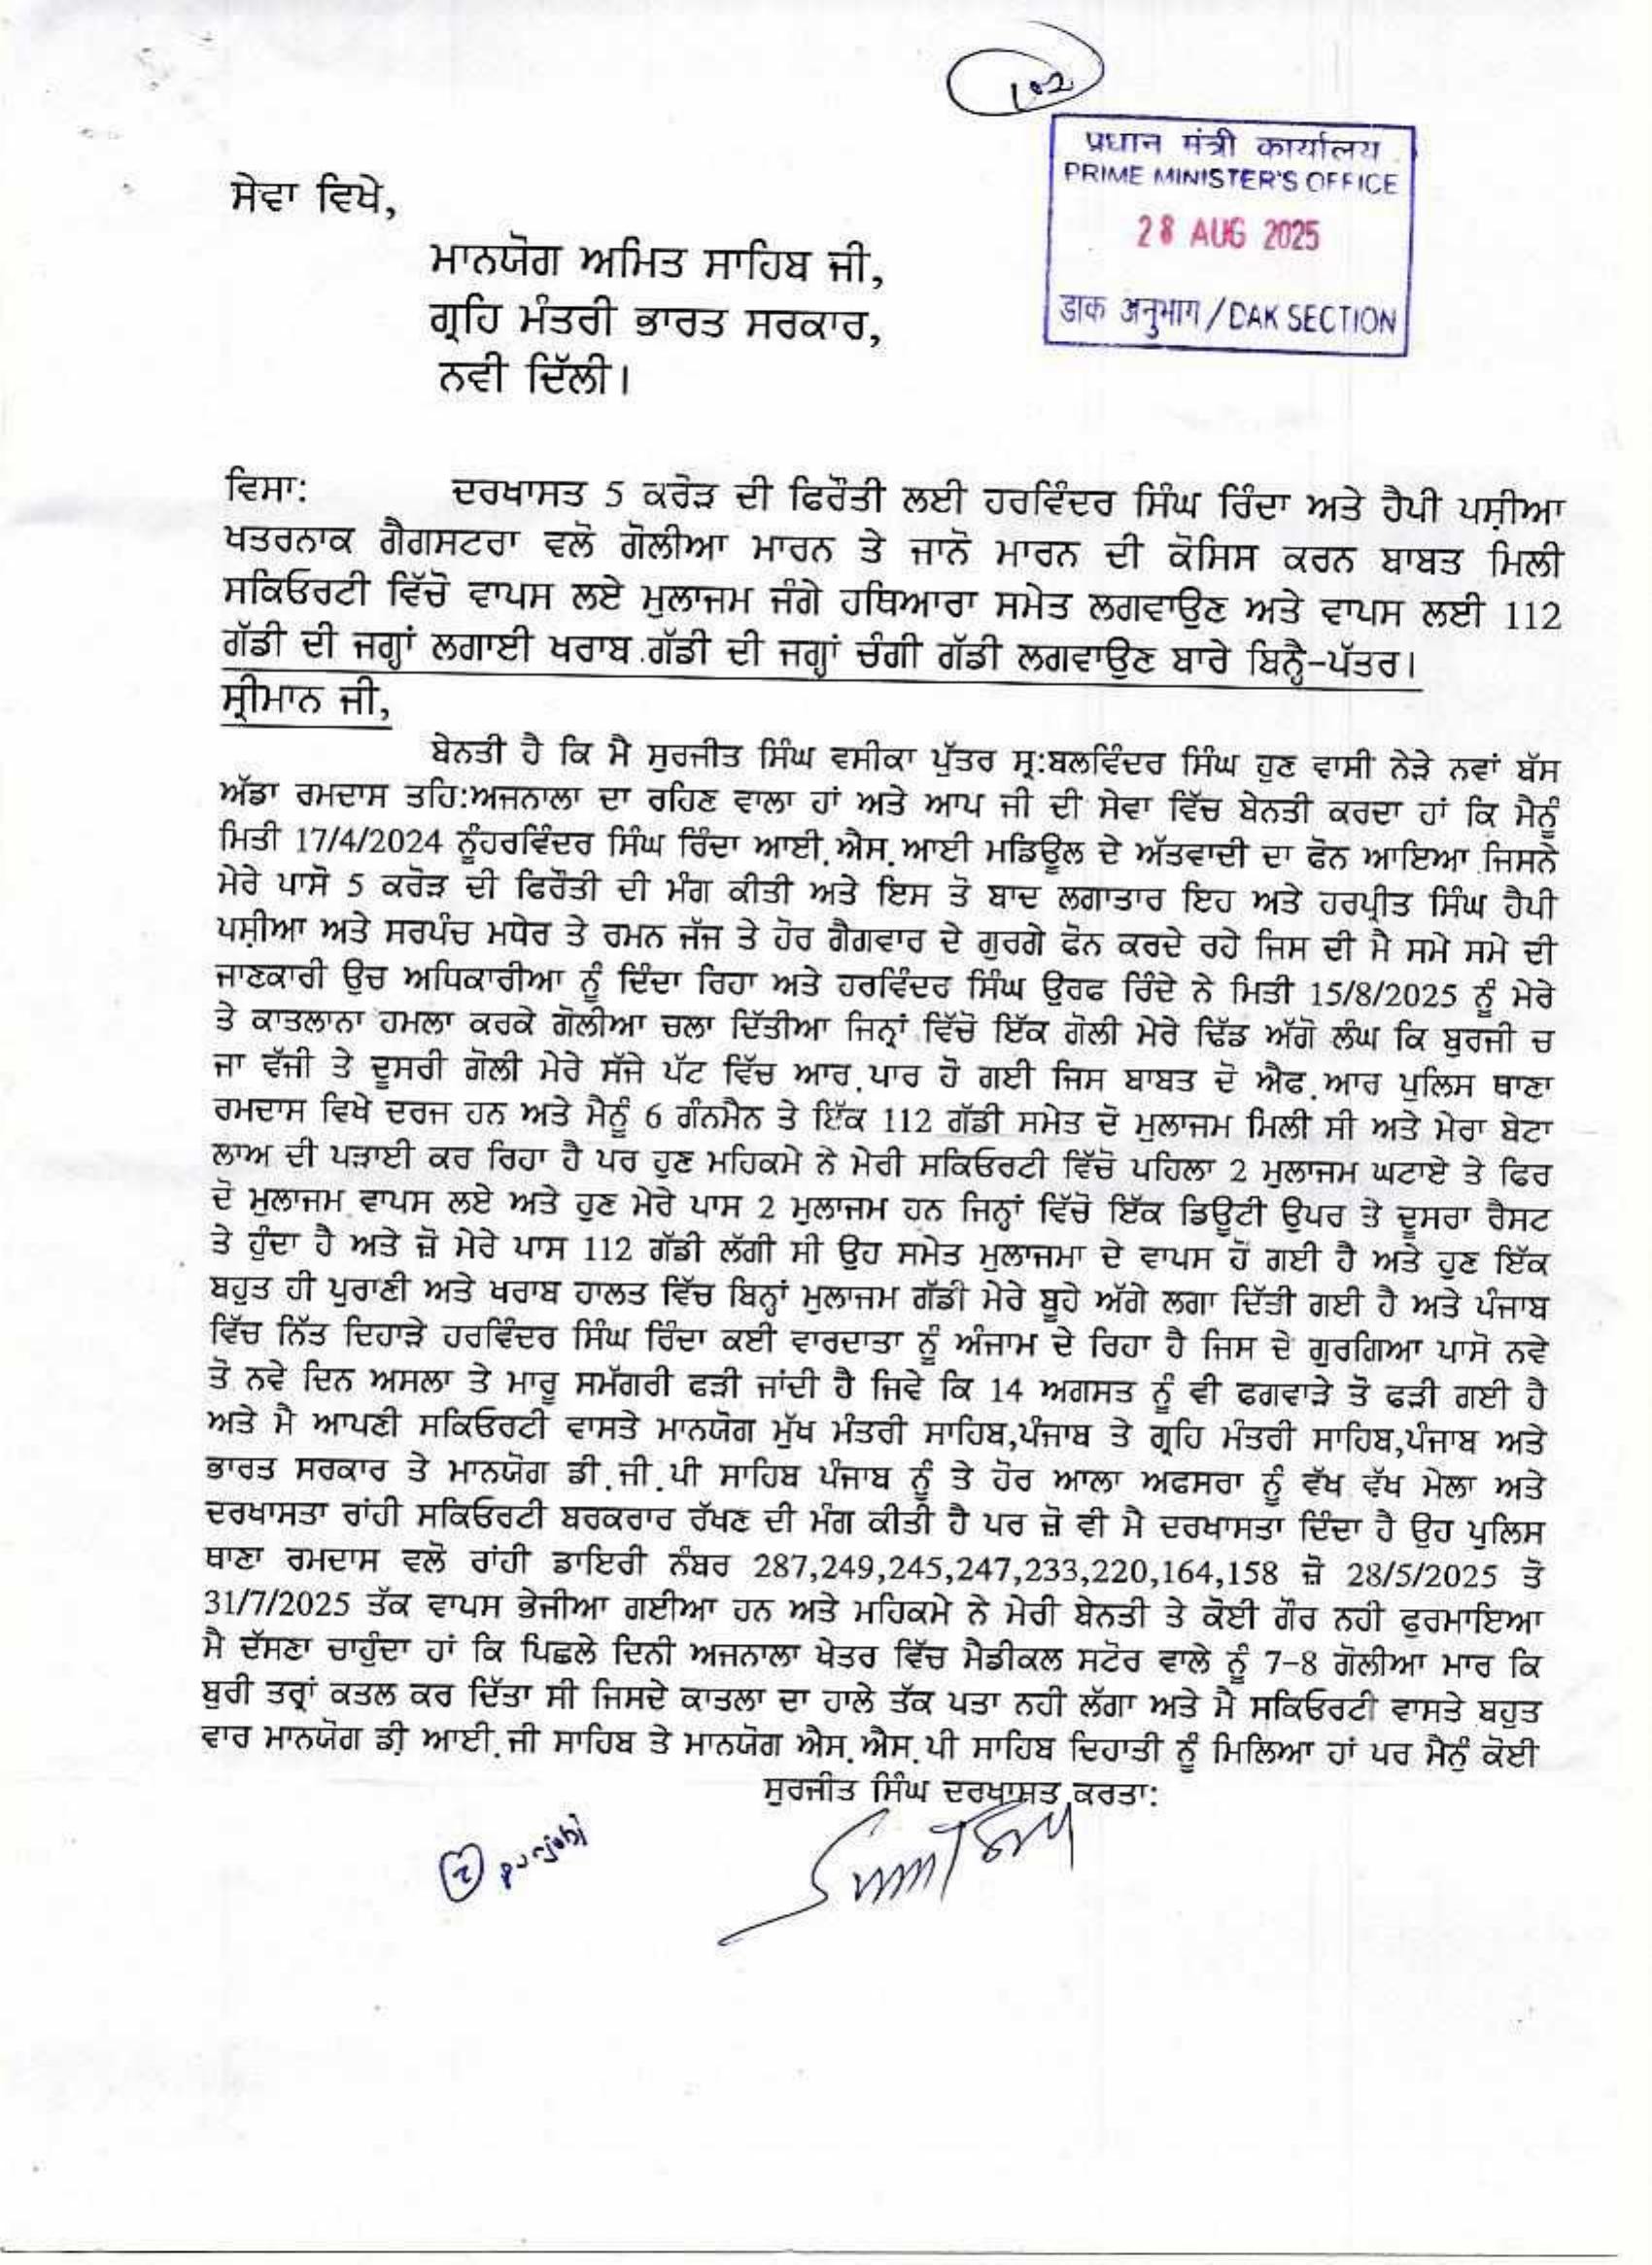 102
प्रधान मंत्री कार्यालय
PRIME MINISTER'S OFFICE
28 AUG 2025
डाक अनुभाग / DAK SECTION
ਸੇਵਾ ਵਿਖੇ,
ਮਾਨਯੋਗ ਅਮਿਤ ਸਾਹਿਬ ਜੀ,
ਗ੍ਰਹਿ ਮੰਤਰੀ ਭਾਰਤ ਸਰਕਾਰ,
ਨਵੀ ਦਿੱਲੀ।
ਵਿਸਾ: ਦਰਖਾਸਤ 5 ਕਰੋੜ ਦੀ ਫਿਰੌਤੀ ਲਈ ਹਰਵਿੰਦਰ ਸਿੰਘ ਰਿੰਦਾ ਅਤੇ ਹੈਪੀ ਪਸ਼ੀਆ
ਖਤਰਨਾਕ ਗੈਗਸਟਰਾ ਵਲੋ ਗੋਲੀਆ ਮਾਰਨ ਤੇ ਜਾਨੋ ਮਾਰਨ ਦੀ ਕੋਸਿਸ ਕਰਨ ਬਾਬਤ ਮਿਲੀ
ਸਕਿਓਰਟੀ ਵਿੱਚੋ ਵਾਪਸ ਲਏ ਮੁਲਾਜਮ ਜੰਗੇ ਹਥਿਆਰਾ ਸਮੇਤ ਲਗਵਾਉਣ ਅਤੇ ਵਾਪਸ ਲਈ 112
ਗੱਡੀ ਦੀ ਜਗ੍ਹਾਂ ਲਗਾਈ ਖਰਾਬ ਗੱਡੀ ਦੀ ਜਗ੍ਹਾਂ ਚੰਗੀ ਗੱਡੀ ਲਗਵਾਉਣ ਬਾਰੇ ਬਿਨ੍ਹੈ-ਪੱਤਰ।
ਸ੍ਰੀਮਾਨ ਜੀ,
ਬੇਨਤੀ ਹੈ ਕਿ ਮੈ ਸੁਰਜੀਤ ਸਿੰਘ ਵਸੀਕਾ ਪੁੱਤਰ ਸ੍ਰ:ਬਲਵਿੰਦਰ ਸਿੰਘ ਹੁਣ ਵਾਸੀ ਨੇੜੇ ਨਵਾਂ ਬੱਸ
ਅੱਡਾ ਰਮਦਾਸ ਤਹਿ:ਅਜਨਾਲਾ ਦਾ ਰਹਿਣ ਵਾਲਾ ਹਾਂ ਅਤੇ ਆਪ ਜੀ ਦੀ ਸੇਵਾ ਵਿੱਚ ਬੇਨਤੀ ਕਰਦਾ ਹਾਂ ਕਿ ਮੈਨੂੰ
ਮਿਤੀ 17/4/2024 ਨੂੰਹਰਵਿੰਦਰ ਸਿੰਘ ਰਿੰਦਾ ਆਈ.ਐਸ.ਆਈ ਮਡਿਊਲ ਦੇ ਅੱਤਵਾਦੀ ਦਾ ਫੋਨ ਆਇਆ ਜਿਸਨੇ
ਮੇਰੇ ਪਾਸੋ 5 ਕਰੋੜ ਦੀ ਫਿਰੌਤੀ ਦੀ ਮੰਗ ਕੀਤੀ ਅਤੇ ਇਸ ਤੋ ਬਾਦ ਲਗਾਤਾਰ ਇਹ ਅਤੇ ਹਰਪ੍ਰੀਤ ਸਿੰਘ ਹੈਪੀ
ਪਸ਼ੀਆ ਅਤੇ ਸਰਪੰਚ ਮਧੇਰ ਤੇ ਰਮਨ ਜੱਜ ਤੇ ਹੋਰ ਗੈਗਵਾਰ ਦੇ ਗੁਰਗੇ ਫੋਨ ਕਰਦੇ ਰਹੇ ਜਿਸ ਦੀ ਮੈ ਸਮੇ ਸਮੇ ਦੀ
ਜਾਣਕਾਰੀ ਉਚ ਅਧਿਕਾਰੀਆ ਨੂੰ ਦਿੰਦਾ ਰਿਹਾ ਅਤੇ ਹਰਵਿੰਦਰ ਸਿੰਘ ਉਰਫ ਰਿੰਦੇ ਨੇ ਮਿਤੀ 15/8/2025 ਨੂੰ ਮੇਰੇ
ਤੇ ਕਾਤਲਾਨਾ ਹਮਲਾ ਕਰਕੇ ਗੋਲੀਆ ਚਲਾ ਦਿੱਤੀਆ ਜਿਨ੍ਹਾਂ ਵਿੱਚੋ ਇੱਕ ਗੋਲੀ ਮੇਰੇ ਢਿੱਡ ਅੱਗੋ ਲੰਘ ਕਿ ਬੁਰਜੀ ਚ
ਜਾ ਵੱਜੀ ਤੇ ਦੂਸਰੀ ਗੋਲੀ ਮੇਰੇ ਸੱਜੇ ਪੱਟ ਵਿੱਚ ਆਰ.ਪਾਰ ਹੋ ਗਈ ਜਿਸ ਬਾਬਤ ਦੋ ਐਫ.ਆਰ ਪੁਲਿਸ ਥਾਣਾ
ਰਮਦਾਸ ਵਿਖੇ ਦਰਜ ਹਨ ਅਤੇ ਮੈਨੂੰ 6 ਗੰਨਮੈਨ ਤੇ ਇੱਕ 112 ਗੱਡੀ ਸਮੇਤ ਦੋ ਮੁਲਾਜਮ ਮਿਲੀ ਸੀ ਅਤੇ ਮੇਰਾ ਬੇਟਾ
ਲਾਅ ਦੀ ਪੜਾਈ ਕਰ ਰਿਹਾ ਹੈ ਪਰ ਹੁਣ ਮਹਿਕਮੇ ਨੇ ਮੇਰੀ ਸਕਿਓਰਟੀ ਵਿੱਚੋ ਪਹਿਲਾ 2 ਮੁਲਾਜਮ ਘਟਾਏ ਤੇ ਫਿਰ
ਦੋ ਮੁਲਾਜਮ ਵਾਪਸ ਲਏ ਅਤੇ ਹੁਣ ਮੇਰੇ ਪਾਸ 2 ਮੁਲਾਜਮ ਹਨ ਜਿਨ੍ਹਾਂ ਵਿੱਚੋ ਇੱਕ ਡਿਊਟੀ ਉਪਰ ਤੇ ਦੂਸਰਾ ਰੈਸਟ
ਤੇ ਹੁੰਦਾ ਹੈ ਅਤੇ ਜ਼ੋ ਮੇਰੇ ਪਾਸ 112 ਗੱਡੀ ਲੱਗੀ ਸੀ ਉਹ ਸਮੇਤ ਮੁਲਾਜਮਾ ਦੇ ਵਾਪਸ ਹੋ ਗਈ ਹੈ ਅਤੇ ਹੁਣ ਇੱਕ
ਬਹੁਤ ਹੀ ਪੁਰਾਣੀ ਅਤੇ ਖਰਾਬ ਹਾਲਤ ਵਿੱਚ ਬਿਨ੍ਹਾਂ ਮੁਲਾਜਮ ਗੱਡੀ ਮੇਰੇ ਬੂਹੇ ਅੱਗੇ ਲਗਾ ਦਿੱਤੀ ਗਈ ਹੈ ਅਤੇ ਪੰਜਾਬ
ਵਿੱਚ ਨਿੱਤ ਦਿਹਾੜੇ ਹਰਵਿੰਦਰ ਸਿੰਘ ਰਿੰਦਾ ਕਈ ਵਾਰਦਾਤਾ ਨੂੰ ਅੰਜਾਮ ਦੇ ਰਿਹਾ ਹੈ ਜਿਸ ਦੇ ਗੁਰਗਿਆ ਪਾਸੋ ਨਵੇ
ਤੋ ਨਵੇ ਦਿਨ ਅਸਲਾ ਤੇ ਮਾਰੂ ਸਮੱਗਰੀ ਫੜੀ ਜਾਂਦੀ ਹੈ ਜਿਵੇ ਕਿ 14 ਅਗਸਤ ਨੂੰ ਵੀ ਫਗਵਾੜੇ ਤੋ ਫੜੀ ਗਈ ਹੈ
ਅਤੇ ਮੈ ਆਪਣੀ ਸਕਿਓਰਟੀ ਵਾਸਤੇ ਮਾਨਯੋਗ ਮੁੱਖ ਮੰਤਰੀ ਸਾਹਿਬ,ਪੰਜਾਬ ਤੇ ਗ੍ਰਹਿ ਮੰਤਰੀ ਸਾਹਿਬ,ਪੰਜਾਬ ਅਤੇ
ਭਾਰਤ ਸਰਕਾਰ ਤੇ ਮਾਨਯੋਗ ਡੀ.ਜੀ.ਪੀ ਸਾਹਿਬ ਪੰਜਾਬ ਨੂੰ ਤੇ ਹੋਰ ਆਲਾ ਅਫਸਰਾ ਨੂੰ ਵੱਖ ਵੱਖ ਮੇਲਾ ਅਤੇ
ਦਰਖਾਸਤਾ ਰਾਂਹੀ ਸਕਿਓਰਟੀ ਬਰਕਰਾਰ ਰੱਖਣ ਦੀ ਮੰਗ ਕੀਤੀ ਹੈ ਪਰ ਜ਼ੋ ਵੀ ਮੈ ਦਰਖਾਸਤਾ ਦਿੰਦਾ ਹੈ ਉਹ ਪੁਲਿਸ
ਥਾਣਾ ਰਮਦਾਸ ਵਲੋ ਰਾਂਹੀ ਡਾਇਰੀ ਨੰਬਰ 287,249,245,247,233,220,164,158 ਜ਼ੋ 28/5/2025 ਤੋ
31/7/2025 ਤੱਕ ਵਾਪਸ ਭੇਜੀਆ ਗਈਆ ਹਨ ਅਤੇ ਮਹਿਕਮੇ ਨੇ ਮੇਰੀ ਬੇਨਤੀ ਤੇ ਕੋਈ ਗੌਰ ਨਹੀ ਫੁਰਮਾਇਆ
ਮੈ ਦੱਸਣਾ ਚਾਹੁੰਦਾ ਹਾਂ ਕਿ ਪਿਛਲੇ ਦਿਨੀ ਅਜਨਾਲਾ ਖੇਤਰ ਵਿੱਚ ਮੈਡੀਕਲ ਸਟੋਰ ਵਾਲੇ ਨੂੰ 7-8 ਗੋਲੀਆ ਮਾਰ ਕਿ
ਬੁਰੀ ਤਰ੍ਹਾਂ ਕਤਲ ਕਰ ਦਿੱਤਾ ਸੀ ਜਿਸਦੇ ਕਾਤਲਾ ਦਾ ਹਾਲੇ ਤੱਕ ਪਤਾ ਨਹੀ ਲੱਗਾ ਅਤੇ ਮੈ ਸਕਿਓਰਟੀ ਵਾਸਤੇ ਬਹੁਤ
ਵਾਰ ਮਾਨਯੋਗ ਡੀ ਆਈ.ਜੀ ਸਾਹਿਬ ਤੇ ਮਾਨਯੋਗ ਐਸ.ਐਸ.ਪੀ ਸਾਹਿਬ ਦਿਹਾਤੀ ਨੂੰ ਮਿਲਿਆ ਹਾਂ ਪਰ ਮੈਨੂੰ ਕੋਈ
ਸੁਰਜੀਤ ਸਿੰਘ ਦਰਖਾਸਤ ਕਰਤਾ:
punjabi